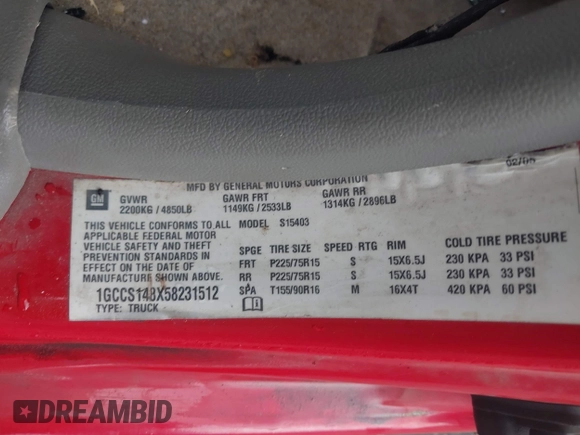 MFD BY GENERAL MOTORS CORPORATION 02/05
GM GVWR GAWR FRT GAWR RR
2200KG / 4850LB 1149KG / 2533LB 1314KG / 2896LB
THIS VEHICLE CONFORMS TO ALL MODEL S15403
APPLICABLE FEDERAL MOTOR
VEHICLE SAFETY AND THEFT
PREVENTION STANDARDS IN
EFFECT ON THE DATE OF
MANUFACTURE SHOWN ABOVE.
1GCCS148X58231512
TYPE: TRUCK
SPGE TIRE SIZE SPEED RTG RIM COLD TIRE PRESSURE
FRT P225/75R15 S 15X6.5J 230 KPA 33 PSI
RR P225/75R15 S 15X6.5J 230 KPA 33 PSI
SPA T155/90R16 M 16X4T 420 KPA 60 PSI
DREAMBID